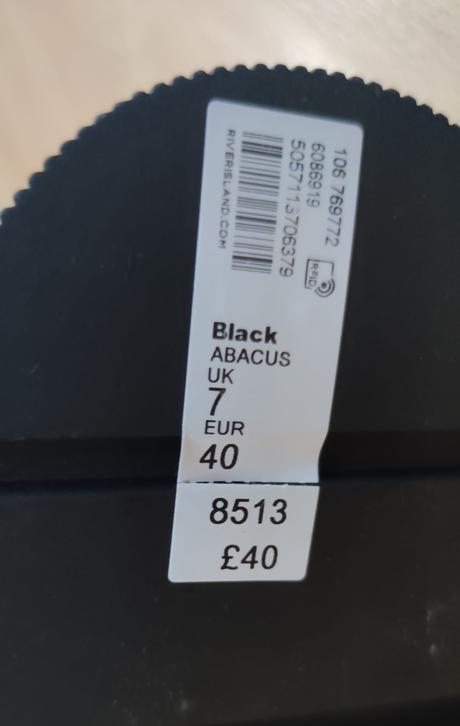 106 769772
6086919
5057113706379
RFID
RIVERISLAND.COM
Black
ABACUS
UK
7
EUR
40
8513
£40